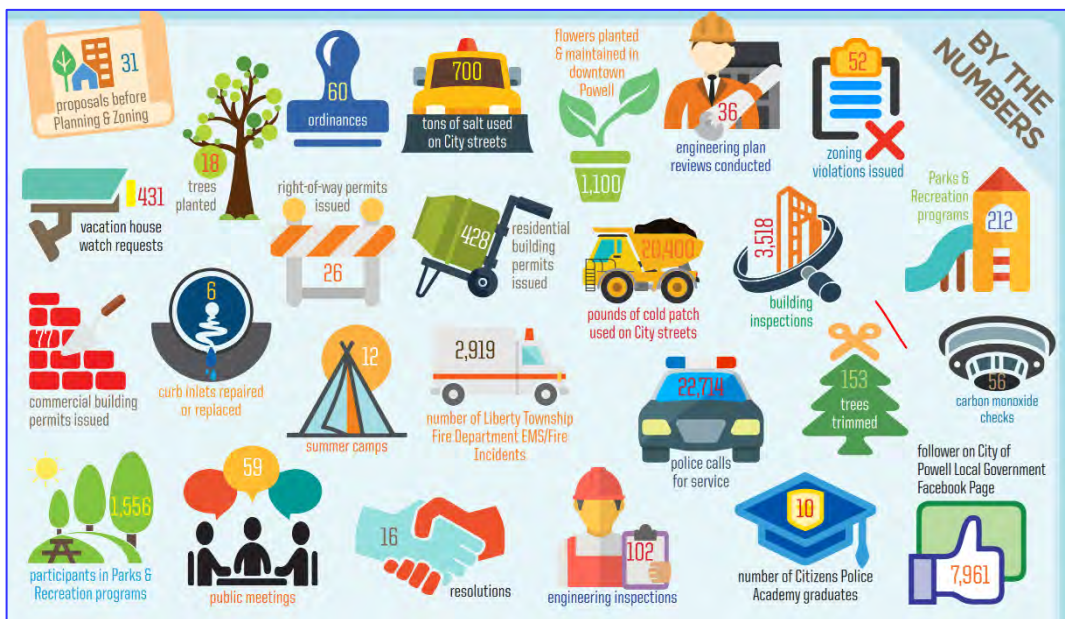 31
proposals before
Planning & Zoning
18
trees
planted
60
ordinances
700
tons of salt used
on City streets
flowers planted
& maintained in
downtown
Powell
1,100
36
engineering plan
reviews conducted
52
zoning
violations issued
BY THE
NUMBERS
431
vacation house
watch requests
right-of-way permits
issued
26
428
residential
building
permits
issued
20,400
pounds of cold patch
used on City streets
3,518
building
inspections
Parks &
Recreation
programs
212
77
commercial building
permits issued
6
curb inlets repaired
or replaced
12
summer camps
2,919
number of Liberty Township
Fire Department EMS/Fire
Incidents
22,714
police calls
for service
153
trees
trimmed
56
carbon monoxide
checks
1,556
participants in Parks &
Recreation programs
59
public meetings
16
resolutions
102
engineering inspections
10
number of Citizens Police
Academy graduates
follower on City of
Powell Local Government
Facebook Page
7,961